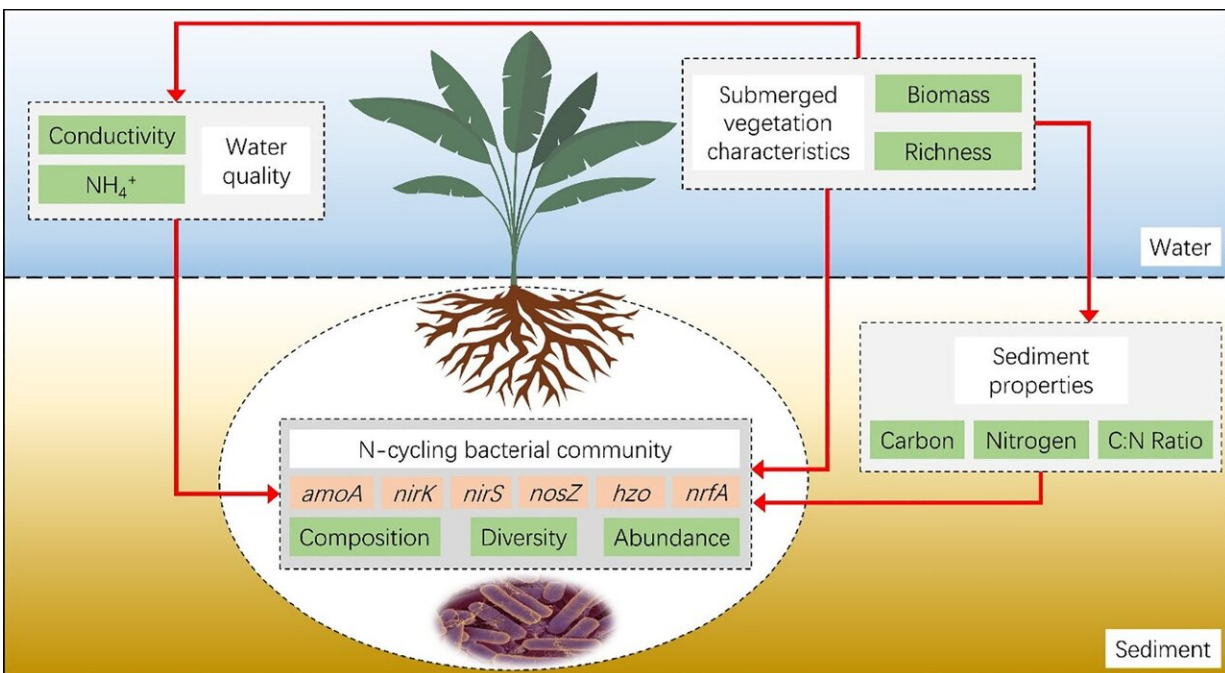 Conductivity
NH₄⁺
Water
quality
Submerged
vegetation
characteristics
Biomass
Richness
Water
Sediment
properties
Carbon
Nitrogen
C:N Ratio
N-cycling bacterial community
amoA nirK nirS nosZ hzo nrfA
Composition Diversity Abundance
Sediment